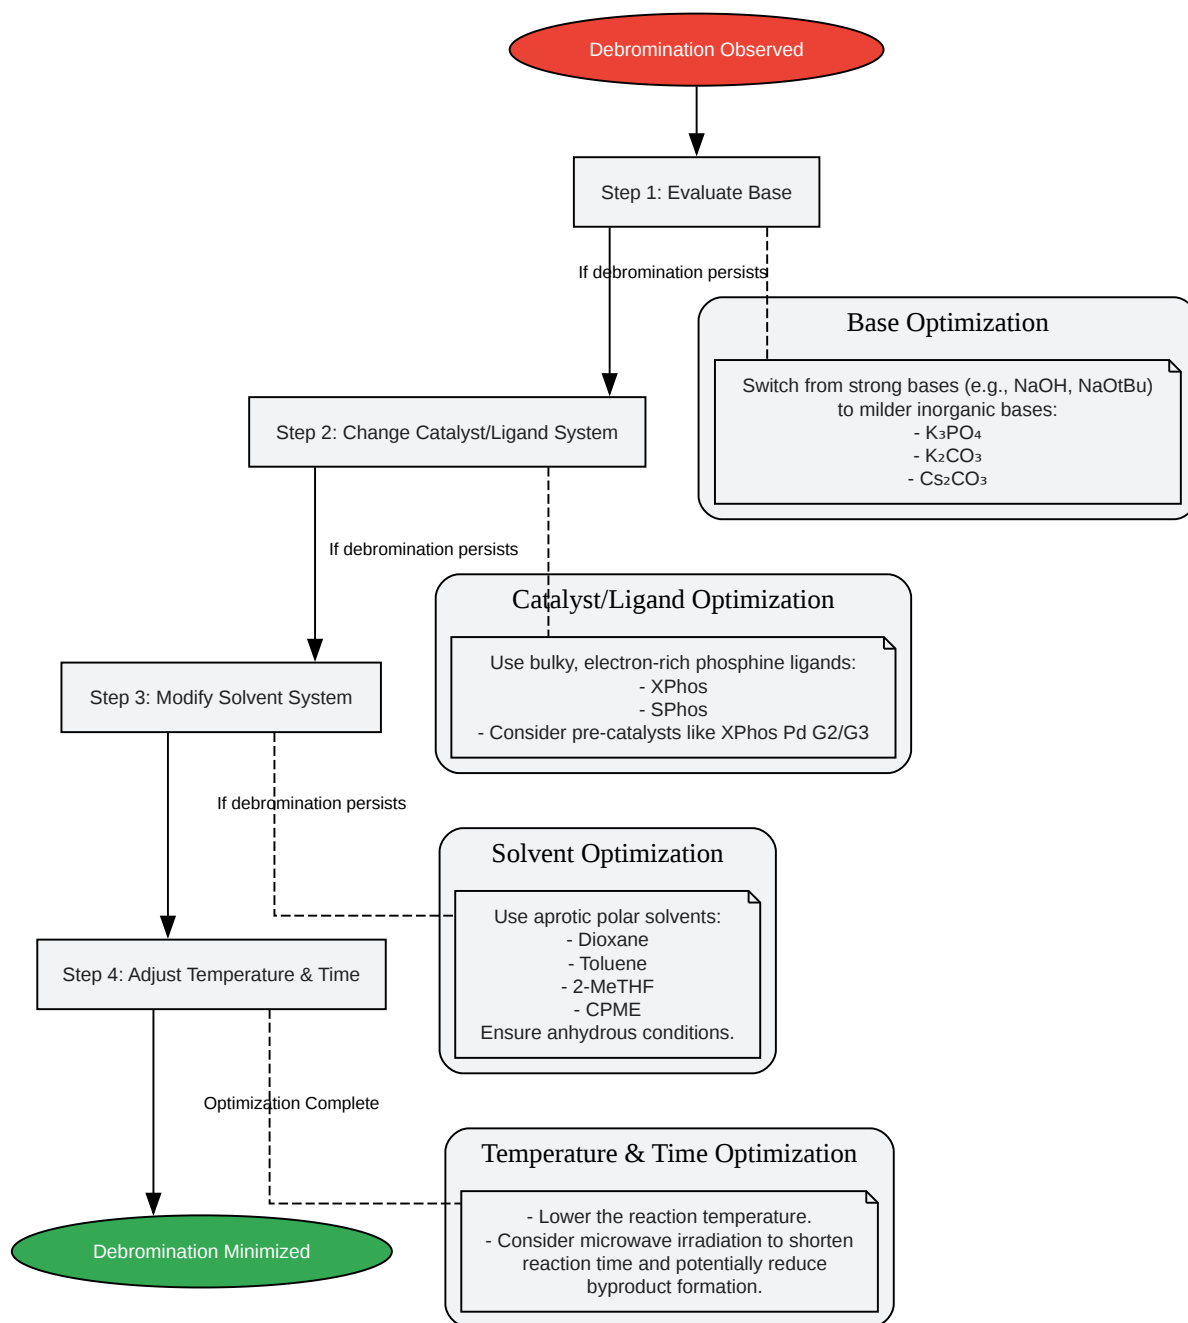 Debromination Observed
Step 1: Evaluate Base
If debromination persists
Base Optimization
Switch from strong bases (e.g., NaOH, NaOtBu)
to milder inorganic bases:
- K₃PO₄
- K₂CO₃
- Cs₂CO₃
Step 2: Change Catalyst/Ligand System
If debromination persists
Catalyst/Ligand Optimization
Use bulky, electron-rich phosphine ligands:
- XPhos
- SPhos
- Consider pre-catalysts like XPhos Pd G2/G3
Step 3: Modify Solvent System
If debromination persists
Solvent Optimization
Use aprotic polar solvents:
- Dioxane
- Toluene
- 2-MeTHF
- CPME
Ensure anhydrous conditions.
Step 4: Adjust Temperature & Time
Optimization Complete
Temperature & Time Optimization
- Lower the reaction temperature.
- Consider microwave irradiation to shorten
reaction time and potentially reduce
byproduct formation.
Debromination Minimized